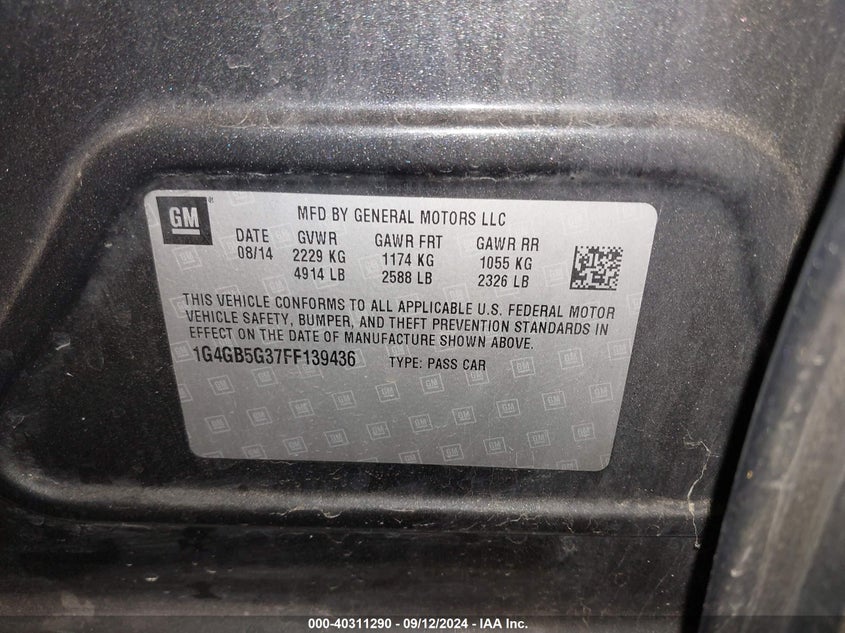 GM ® MFD BY GENERAL MOTORS LLC
DATE GVWR GAWR FRT GAWR RR
08/14 2229 KG 1174 KG 1055 KG
4914 LB 2588 LB 2326 LB
THIS VEHICLE CONFORMS TO ALL APPLICABLE U.S. FEDERAL MOTOR
VEHICLE SAFETY, BUMPER, AND THEFT PREVENTION STANDARDS IN
EFFECT ON THE DATE OF MANUFACTURE SHOWN ABOVE.
1G4GB5G37FF139436 TYPE: PASS CAR
000-40311290 - 09/12/2024 - IAA Inc.